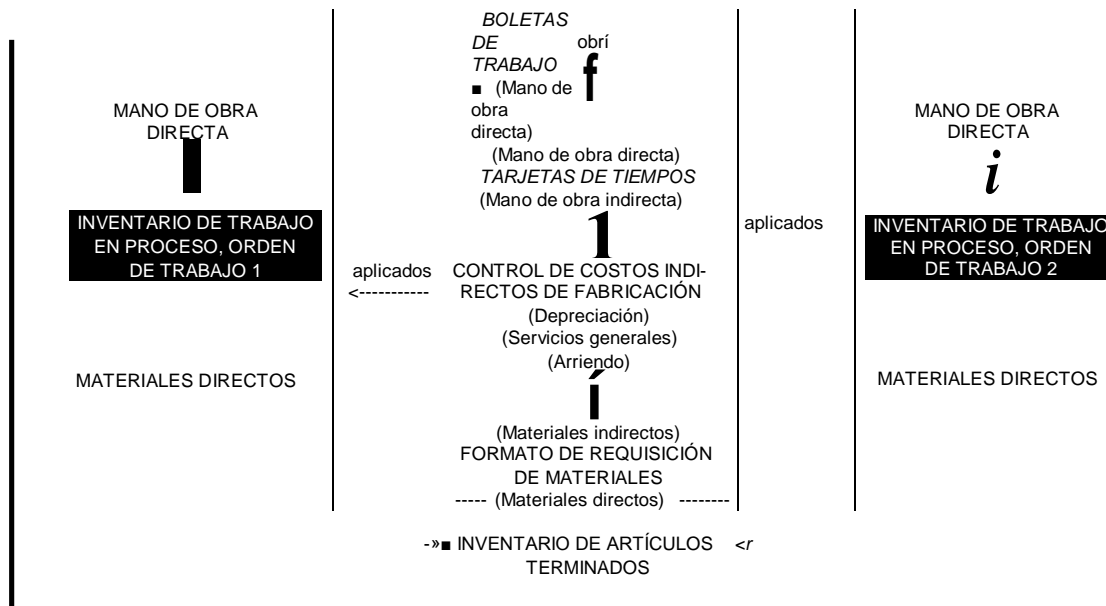 BOLETAS
DE obrí
TRABAJO f
■ (Mano de
obra
directa)
(Mano de obra directa)
TARJETAS DE TIEMPOS
(Mano de obra indirecta)
1
MANO DE OBRA
DIRECTA
INVENTARIO DE TRABAJO
EN PROCESO, ORDEN
DE TRABAJO 1
aplicados
<-----------
CONTROL DE COSTOS INDI-
RECTOS DE FABRICACIÓN
(Depreciación)
(Servicios generales)
(Arriendo)
í
(Materiales indirectos)
FORMATO DE REQUISICIÓN
DE MATERIALES
----- (Materiales directos) --------
MATERIALES DIRECTOS
aplicados
MANO DE OBRA
DIRECTA
i
INVENTARIO DE TRABAJO
EN PROCESO, ORDEN
DE TRABAJO 2
MATERIALES DIRECTOS
-»■ INVENTARIO DE ARTÍCULOS <r
TERMINADOS